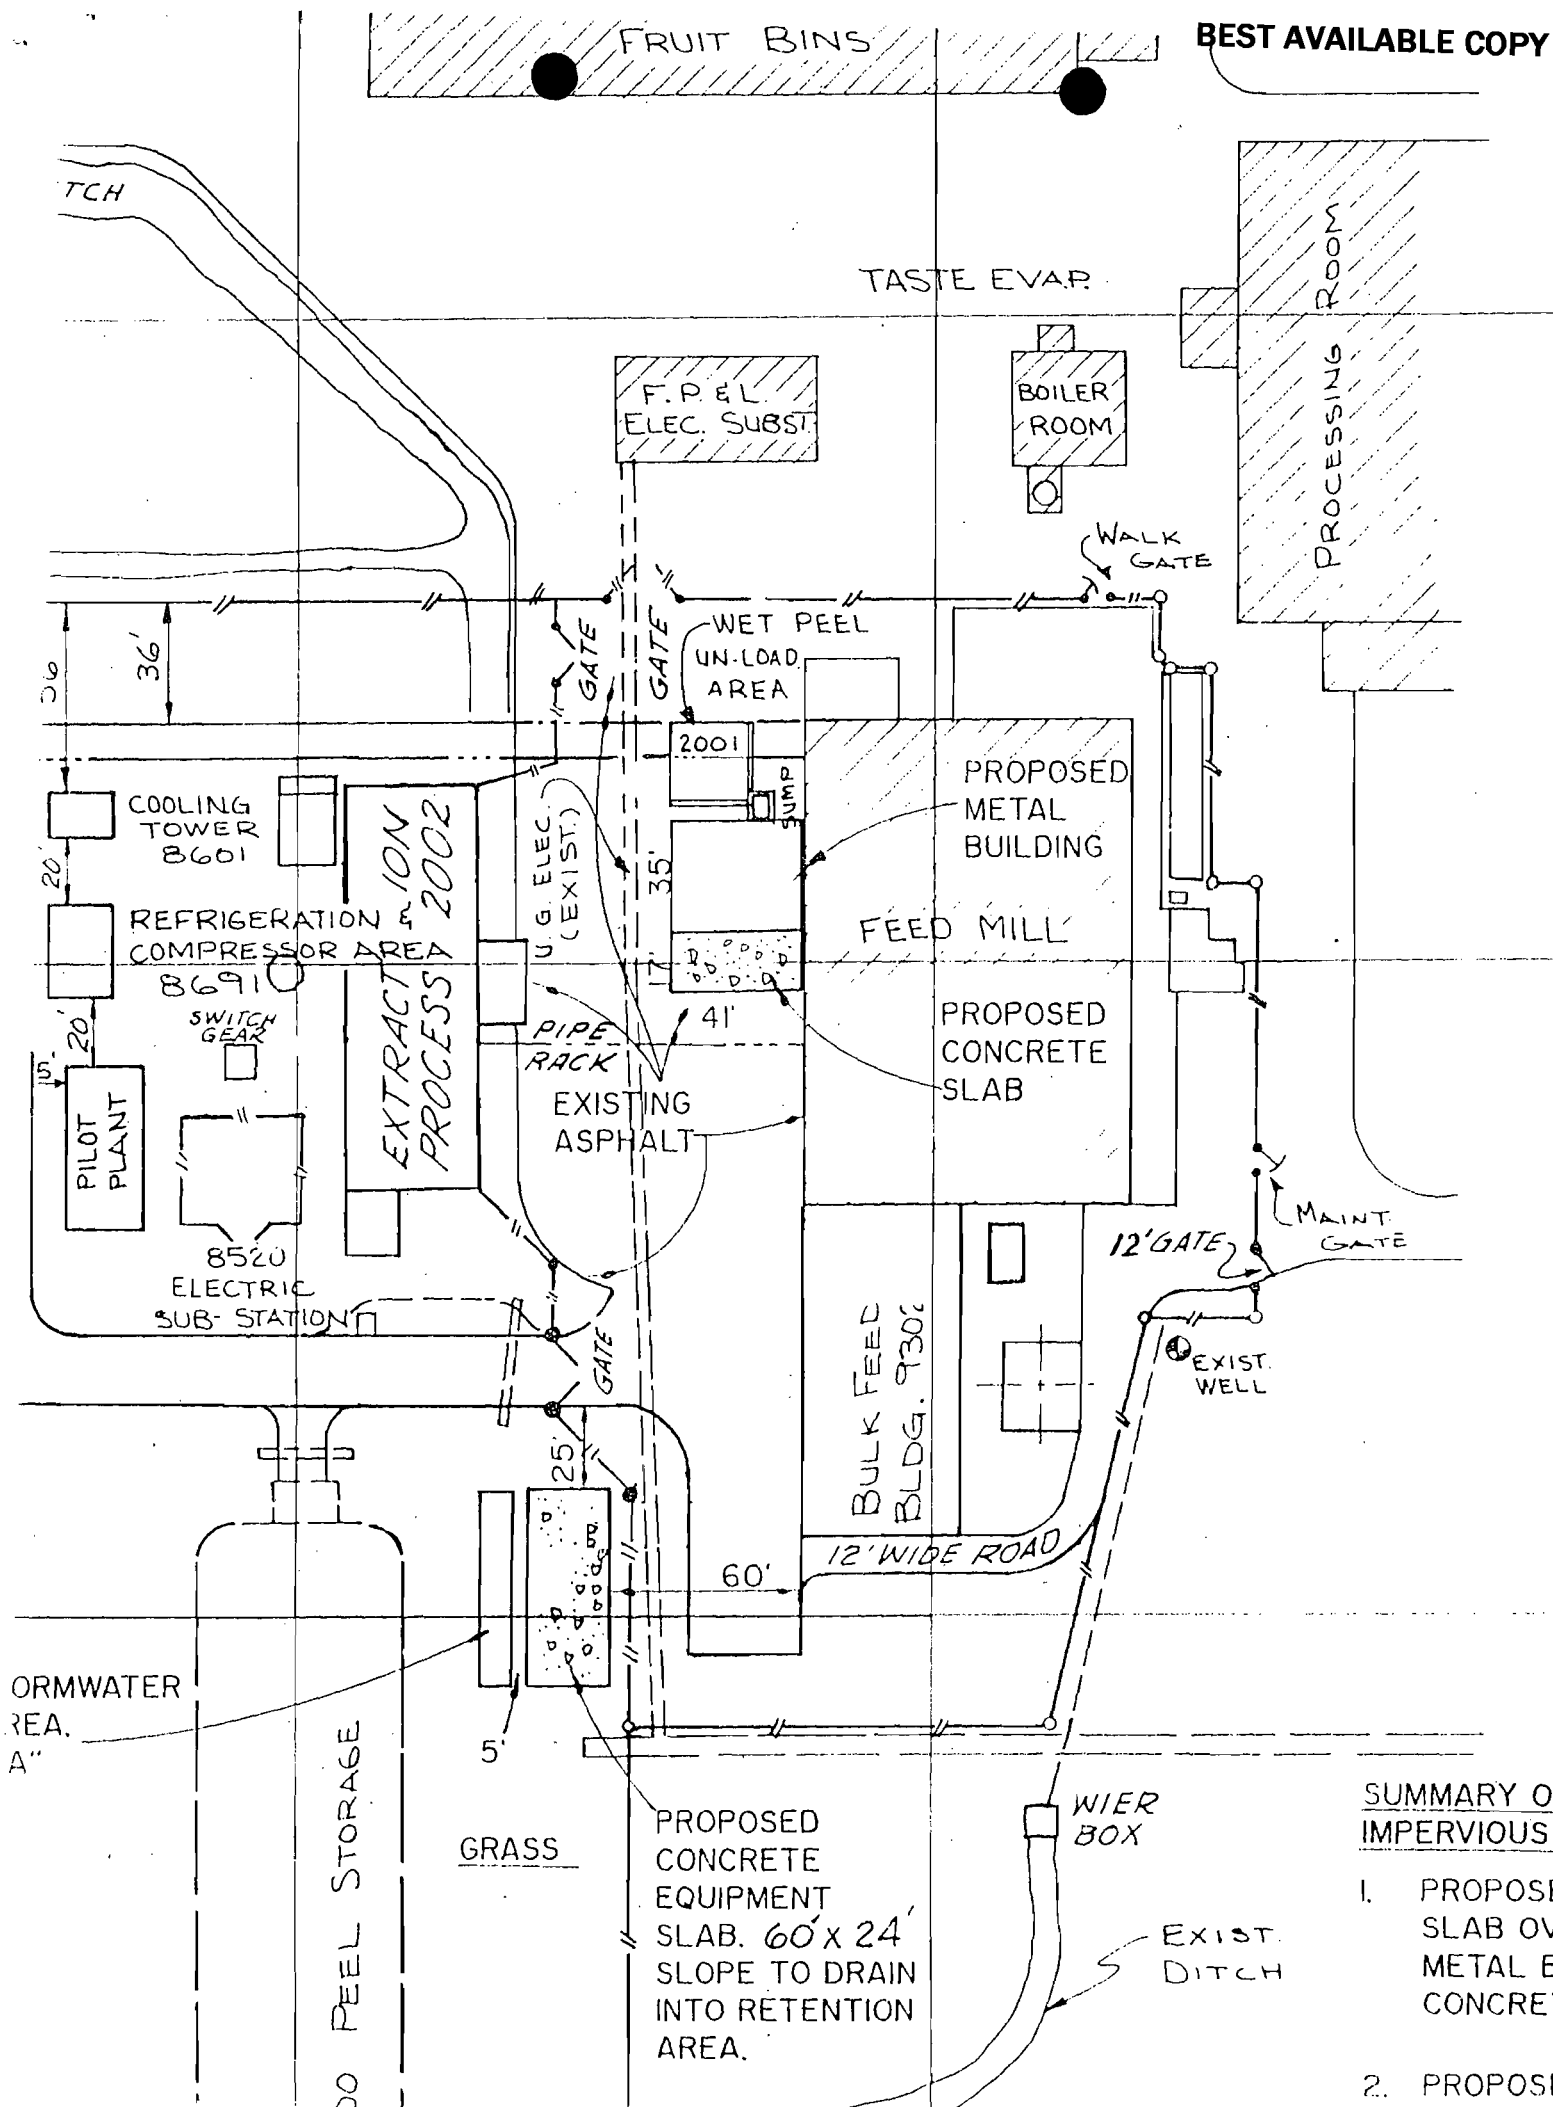 BEST AVAILABLE COPY
FRUIT BINS
TCH
TASTE EVAP.
PROCESSING ROOM
F. P. & L.
ELEC. SUBST.
BOILER
ROOM
WALK
GATE
GATE
GATE
WET PEEL
UN-LOAD
AREA
36'
2001
SUMP
PROPOSED
METAL
BUILDING
COOLING
TOWER
8601
20'
EXTRACTION
PROCESS 2002
U.G. ELEC.
(EXIST.)
35'
FEED MILL
REFRIGERATION &
COMPRESSOR AREA
8691
17'
41'
SWITCH
GEAR
20'
5'
PIPE
RACK
PROPOSED
CONCRETE
SLAB
EXISTING
ASPHALT
PILOT
PLANT
8520
ELECTRIC
SUB-STATION
MAINT.
GATE
12' GATE
GATE
BULK FEED
BLDG.
EXIST.
WELL
25'
12' WIDE ROAD
60'
ORMWATER
REA.
A"
5'
PEEL STORAGE
GRASS
PROPOSED
CONCRETE
EQUIPMENT
SLAB. 60' X 24'
SLOPE TO DRAIN
INTO RETENTION
AREA.
WIER
BOX
EXIST.
DITCH
SUMMARY O
IMPERVIOUS
1. PROPOSE
SLAB OV
METAL B
CONCRET
2. PROPOSE